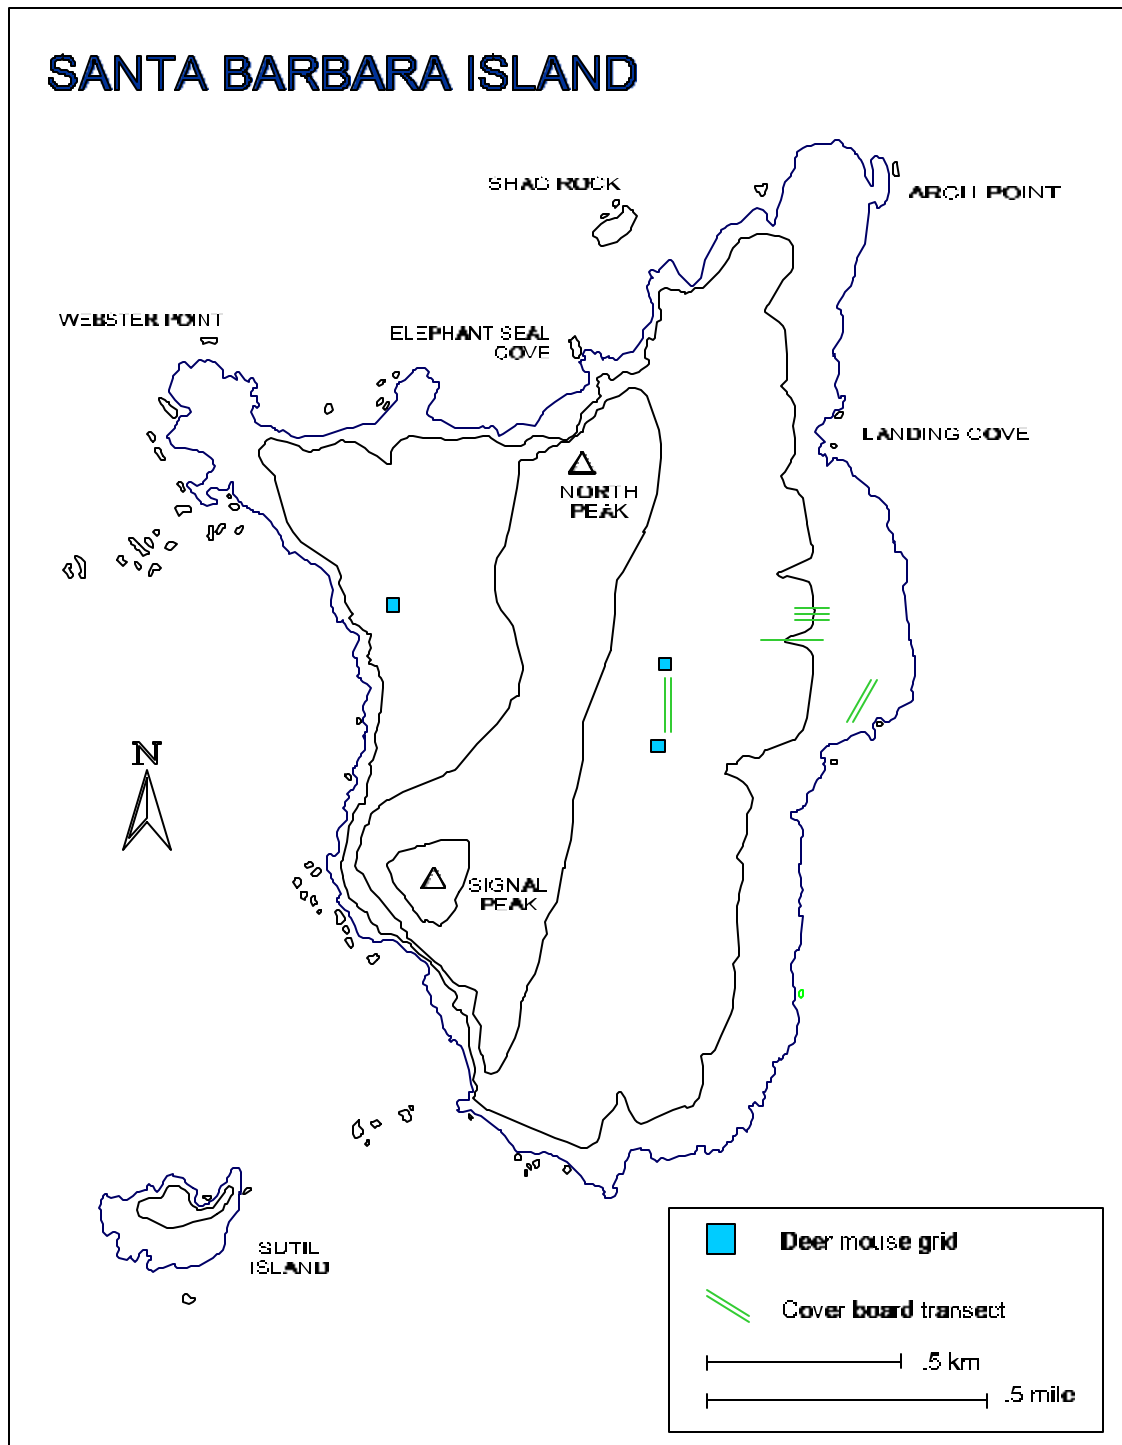 SANTA BARBARA ISLAND
SHAG ROCK
ARCH POINT
WEBSTER POINT
ELEPHANT SEAL
COVE
LANDING COVE
NORTH
PEAK
N
SIGNAL
PEAK
SUTIL
ISLAND
Deer mouse grid
Cover board transect
.5 km
.5 mile